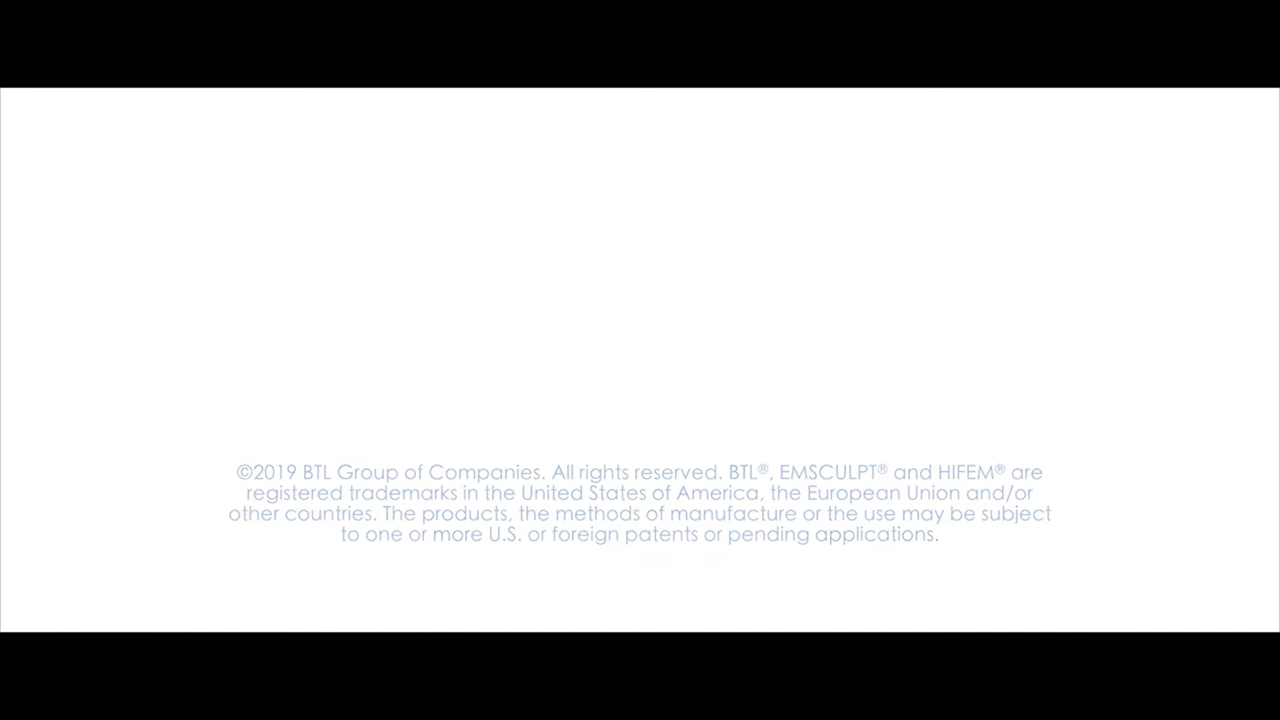 ©2019 BTL Group of Companies. All rights reserved. BTL®, EMSCULPT® and HIFEM® are
registered trademarks in the United States of America, the European Union and/or
other countries. The products, the methods of manufacture or the use may be subject
to one or more U.S. or foreign patents or pending applications.